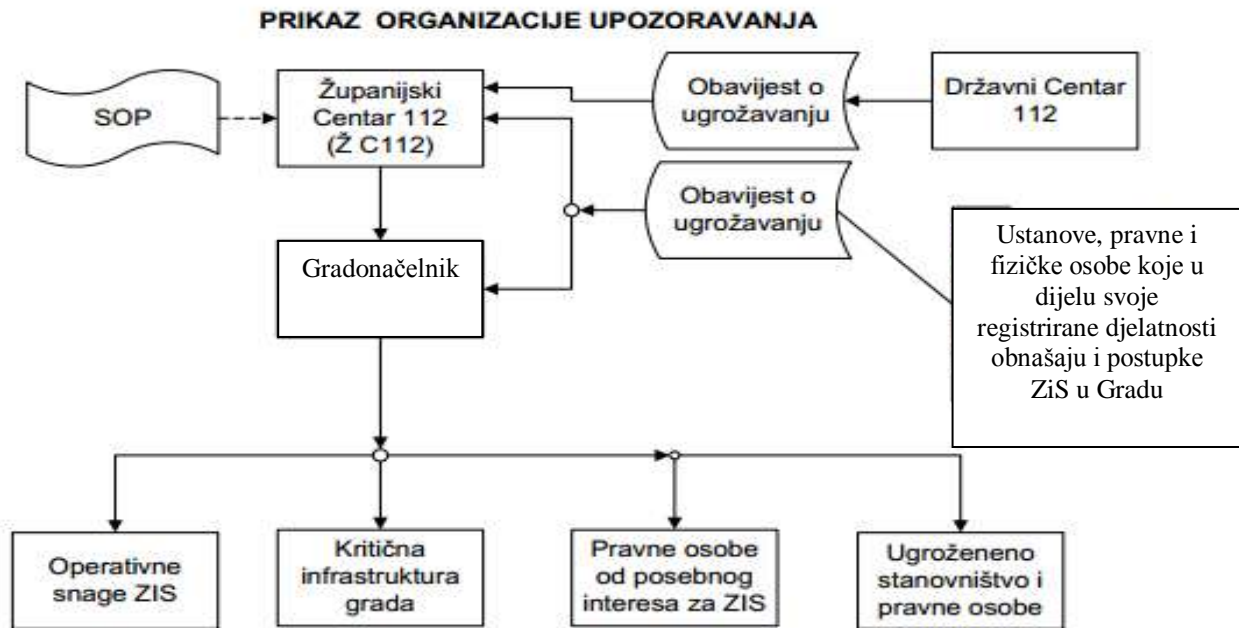 PRIKAZ ORGANIZACIJE UPOZORAVANJA
SOP
Županijski
Centar 112
(Ž C112)
Obavijest o
ugrožavanju
Državni Centar
112
Obavijest o
ugrožavanju
Gradonačelnik
Ustanove, pravne i
fizičke osobe koje u
dijelu svoje
registrirane djelatnosti
obnašaju i postupke
ZiS u Gradu
Operativne
snage ZIS
Kritična
infrastruktura
grada
Pravne osobe
od posebnog
interesa za ZIS
Ugroženeno
stanovništvo i
pravne osobe